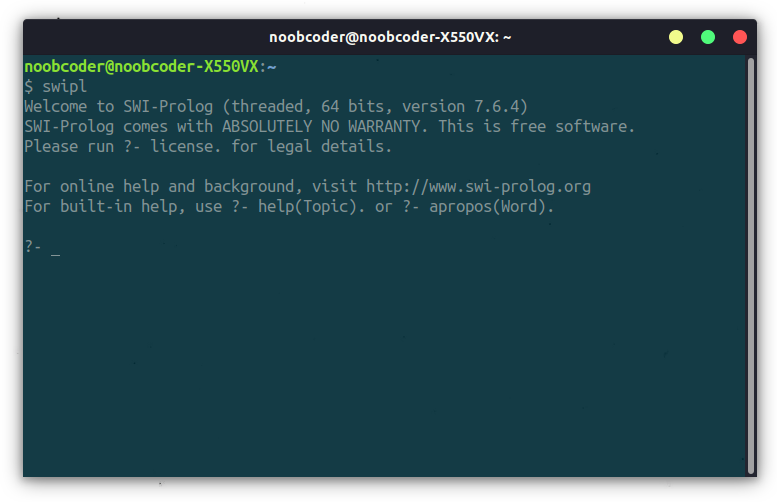 noobcoder@noobcoder-X550VX: ~
noobcoder@noobcoder-X550VX:~
$ swipl
Welcome to SWI-Prolog (threaded, 64 bits, version 7.6.4)
SWI-Prolog comes with ABSOLUTELY NO WARRANTY. This is free software.
Please run ?- license. for legal details.
For online help and background, visit http://www.swi-prolog.org
For built-in help, use ?- help(Topic). or ?- apropos(Word).
?- _